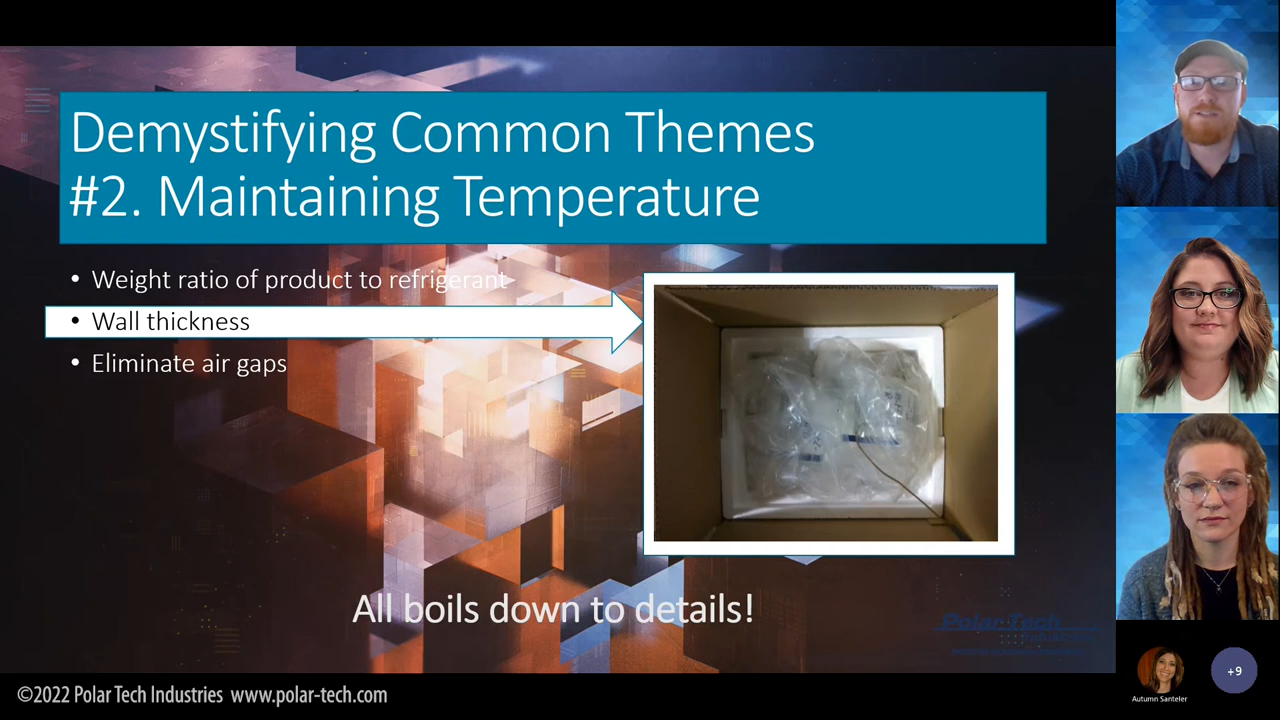 Demystifying Common Themes
#2. Maintaining Temperature
• Weight ratio of product to refrigerant
• Wall thickness
• Eliminate air gaps
All boils down to details!
Polar Tech
©2022 Polar Tech Industries www.polar-tech.com
Autumn Santeler
+9